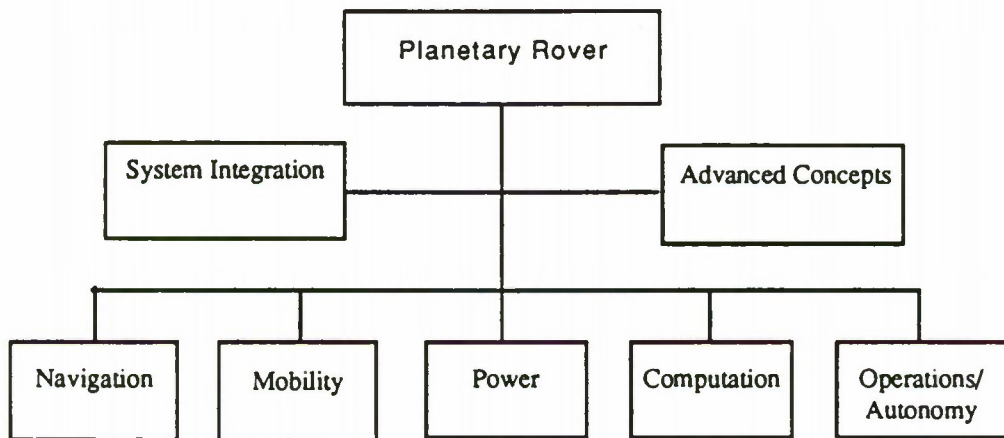 Planetary Rover
System Integration
Advanced Concepts
Navigation
Mobility
Power
Computation
Operations/
Autonomy